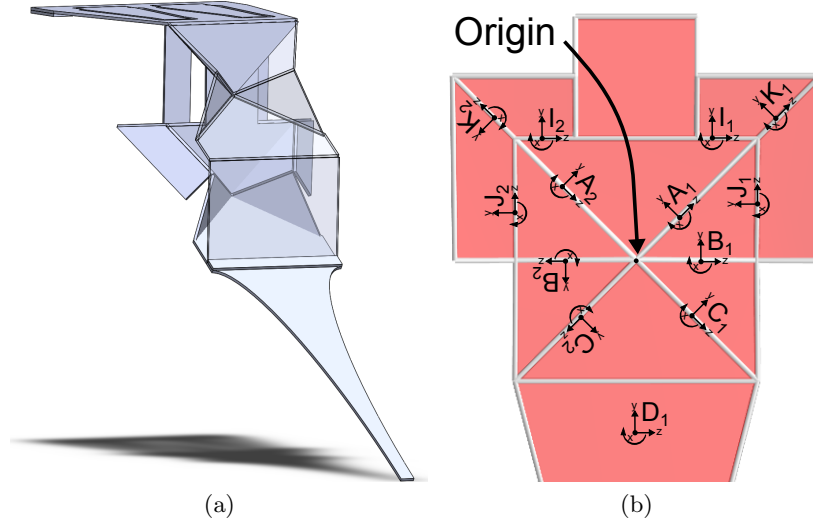 Origin
K₂
I₂
I₁
K₁
J₂
A₂
A₁
J₁
B₂
B₁
C₂
C₁
D₁
y
z
x
(a)
(b)